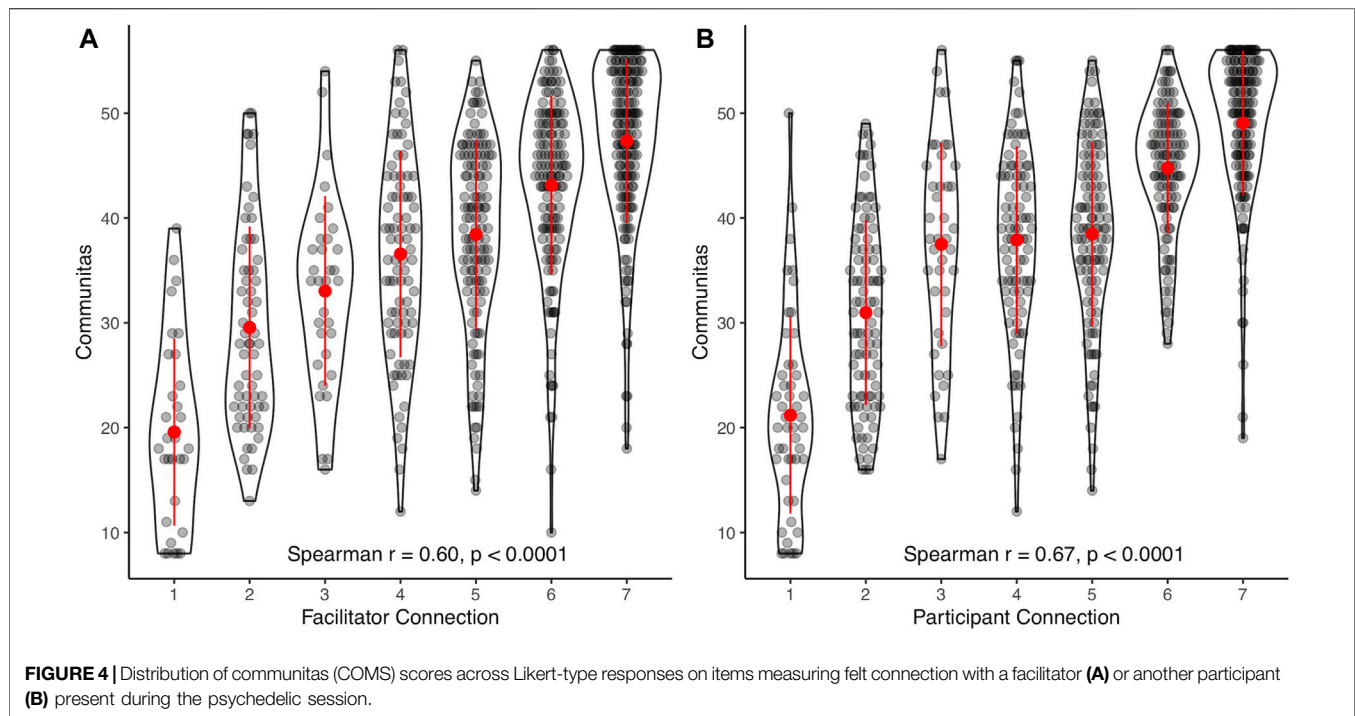 A
Communitas
50
40
30
20
10
Spearman r = 0.60, p < 0.0001
1 2 3 4 5 6 7
Facilitator Connection
B
Communitas
50
40
30
20
10
Spearman r = 0.67, p < 0.0001
1 2 3 4 5 6 7
Participant Connection
FIGURE 4 | Distribution of communitas (COMS) scores across Likert-type responses on items measuring felt connection with a facilitator (A) or another participant
(B) present during the psychedelic session.